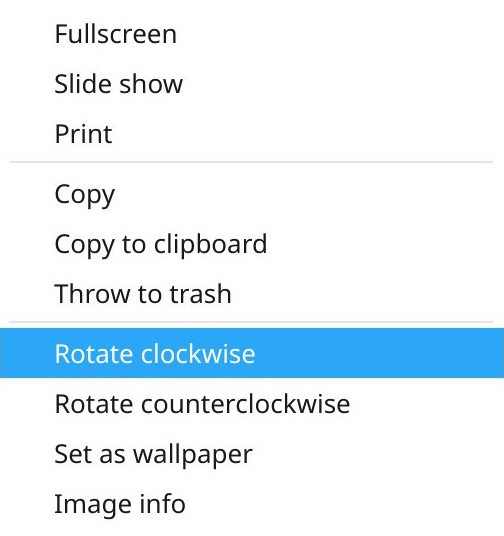 Fullscreen
Slide show
Print
Copy
Copy to clipboard
Throw to trash
Rotate clockwise
Rotate counterclockwise
Set as wallpaper
Image info